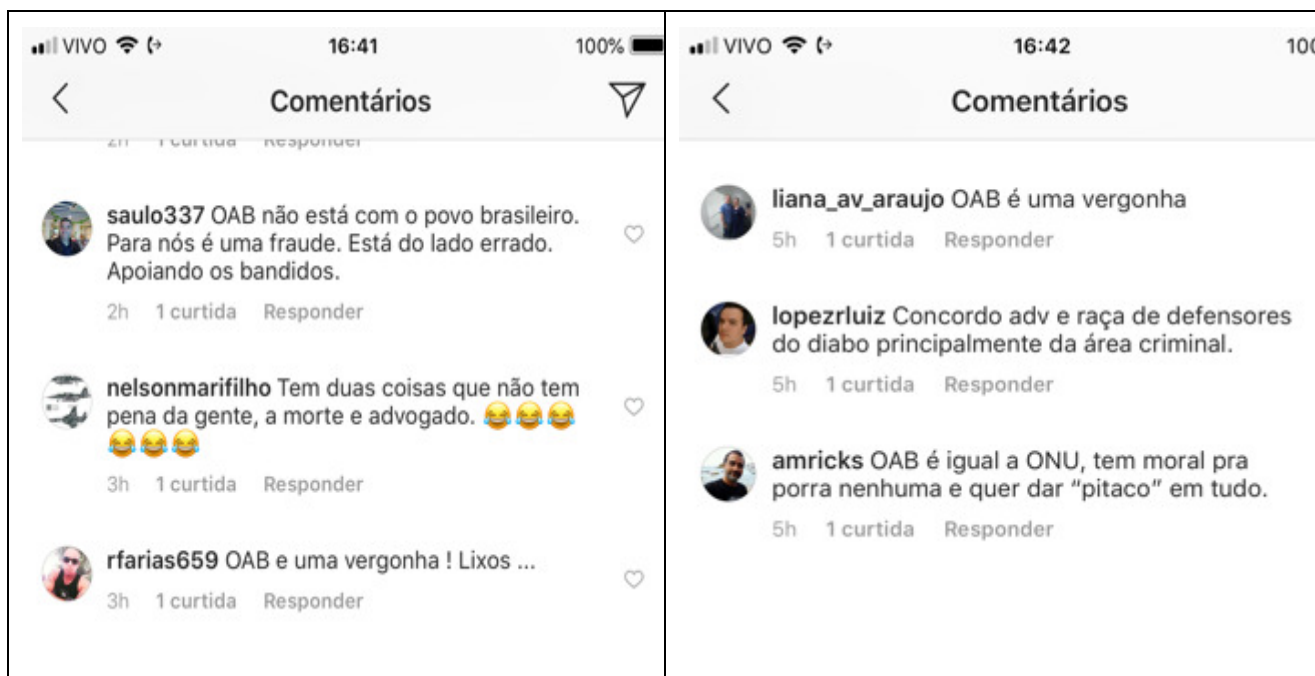 VIVO 16:41 100%
Comentários
2h 1 curtida Responder
saulo337 OAB não está com o povo brasileiro.
Para nós é uma fraude. Está do lado errado.
Apoiando os bandidos.
2h 1 curtida Responder
nelsonmarifilho Tem duas coisas que não tem
pena da gente, a morte e advogado. 😂😂😂
😂😂😂
3h 1 curtida Responder
rfarias659 OAB e uma vergonha ! Lixos ...
3h 1 curtida Responder
VIVO 16:42
Comentários
liana_av_araujo OAB é uma vergonha
5h 1 curtida Responder
lopezrluiz Concordo adv e raça de defensores
do diabo principalmente da área criminal.
5h 1 curtida Responder
amricks OAB é igual a ONU, tem moral pra
porra nenhuma e quer dar “pitaco” em tudo.
5h 1 curtida Responder